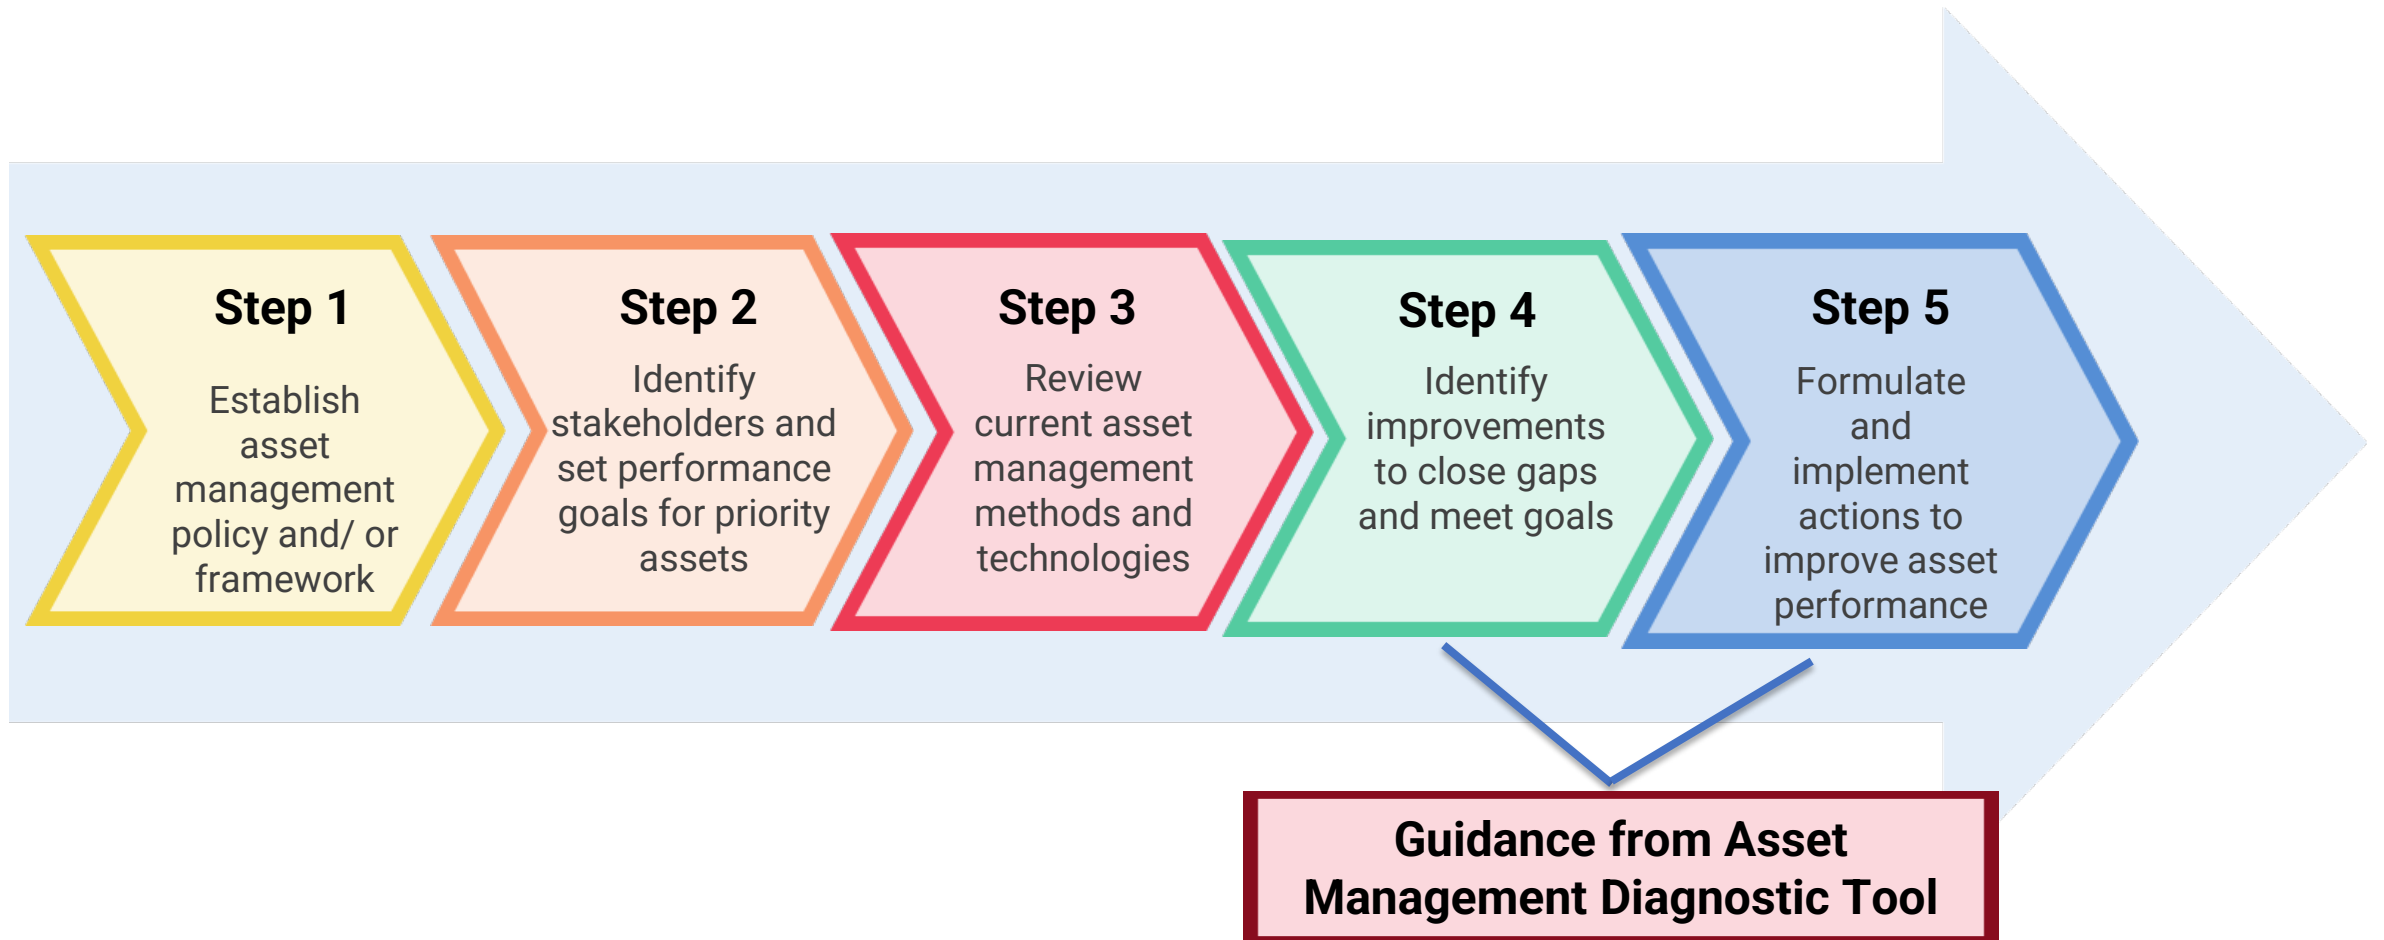 Step 1
Establish
asset
management
policy and/ or
framework
Step 2
Identify
stakeholders and
set performance
goals for priority
assets
Step 3
Review
current asset
management
methods and
technologies
Step 4
Identify
improvements
to close gaps
and meet goals
Step 5
Formulate
and
implement
actions to
improve asset
performance
Guidance from Asset
Management Diagnostic Tool